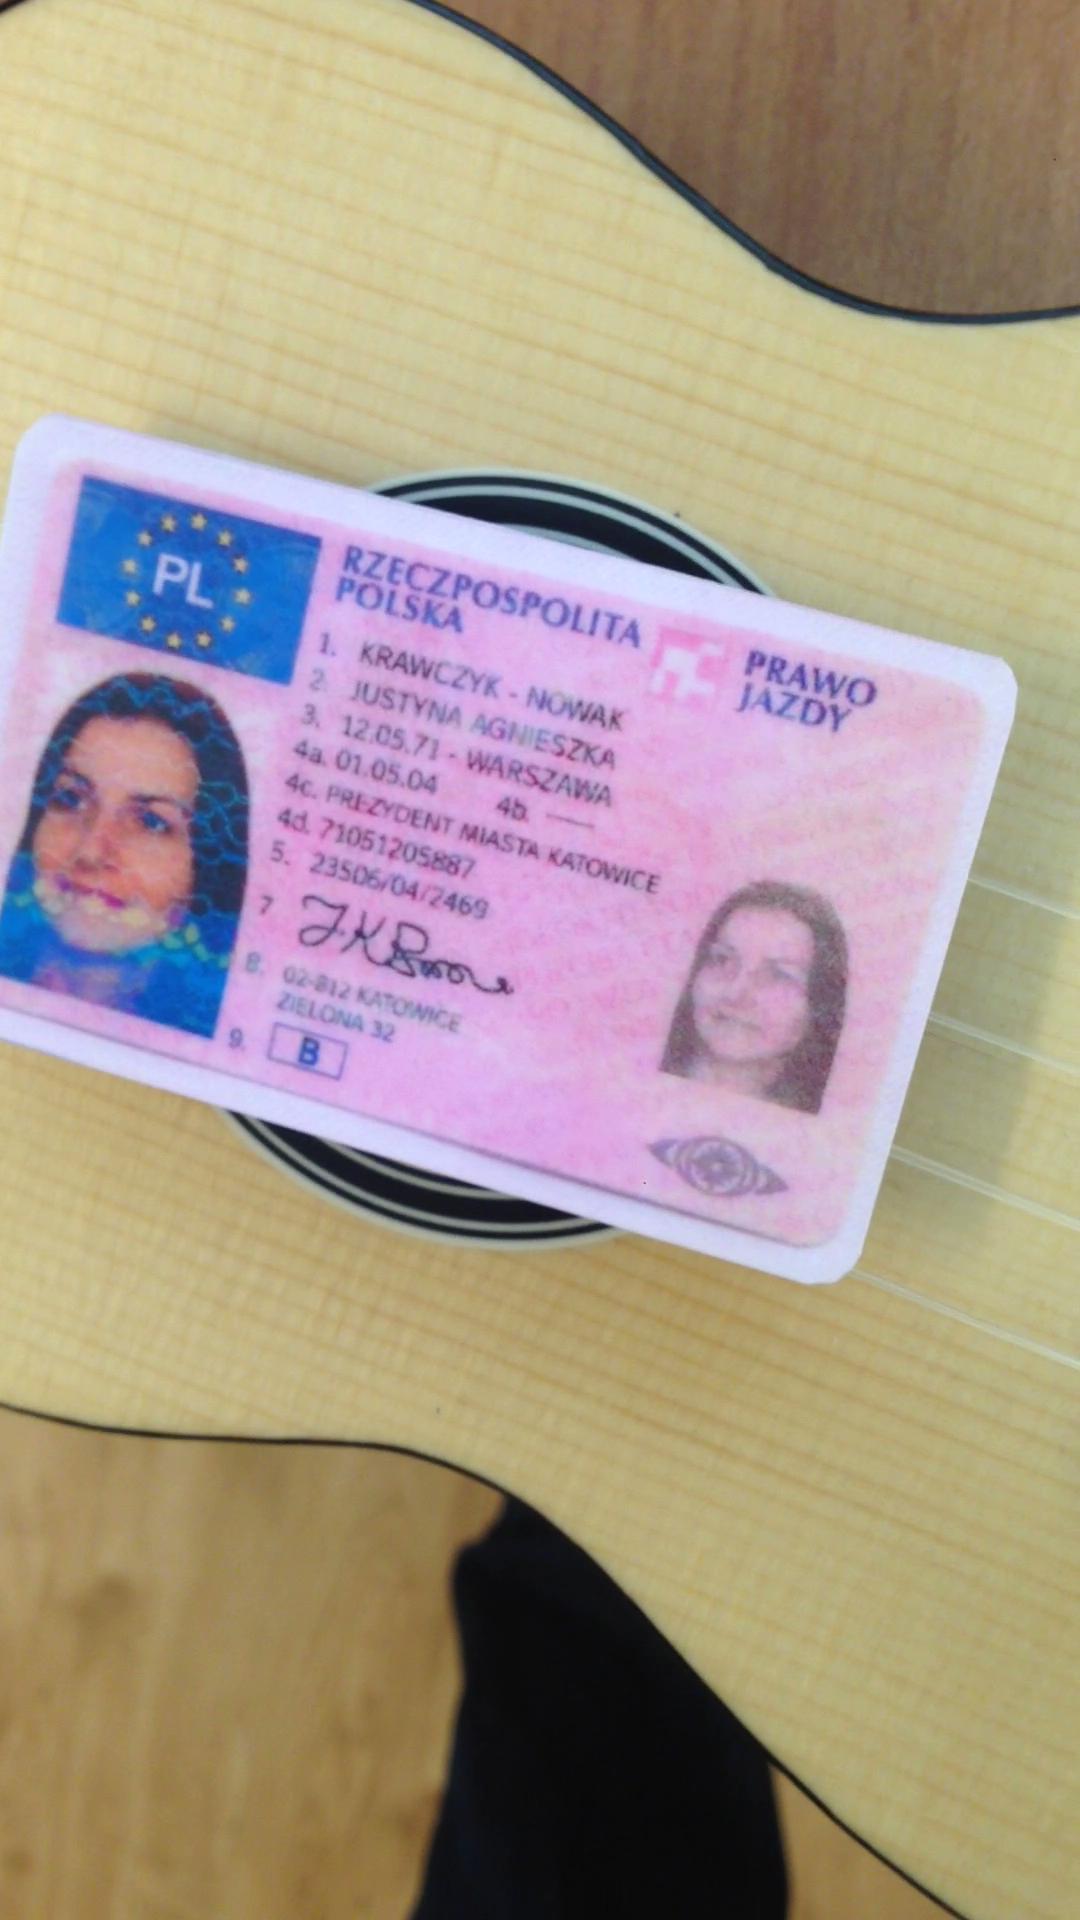 PL
RZECZPOSPOLITA
POLSKA
PRAWO
JAZDY
1. KRAWCZYK - NOWAK
2. JUSTYNA AGNIESZKA
3. 12.05.71 - WARSZAWA
4a. 01.05.04 4b. ——
4c. PREZYDENT MIASTA KATOWICE
4d. 71051205887
5. 23506/04/2469
7
8. 02-812 KATOWICE
ZIELONA 32
9. B